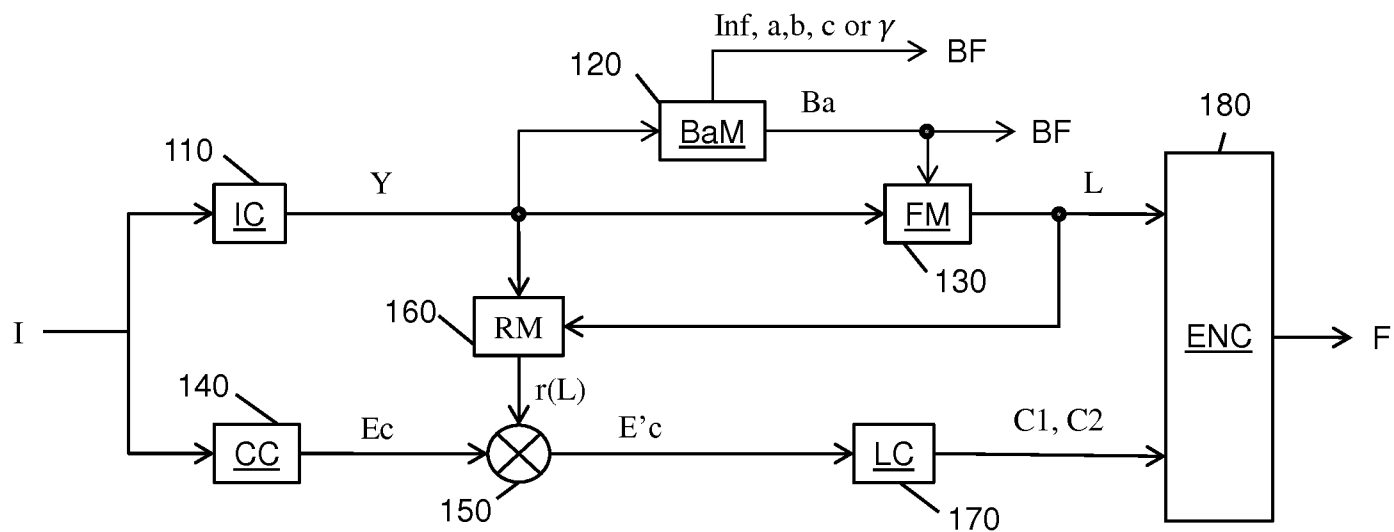 Inf, a,b, c or γ
BF
120
Ba
BaM
BF
180
110
Y
L
IC
FM
130
160
RM
I
ENC
F
140
r(L)
Ec
E’c
C1, C2
CC
LC
150
170